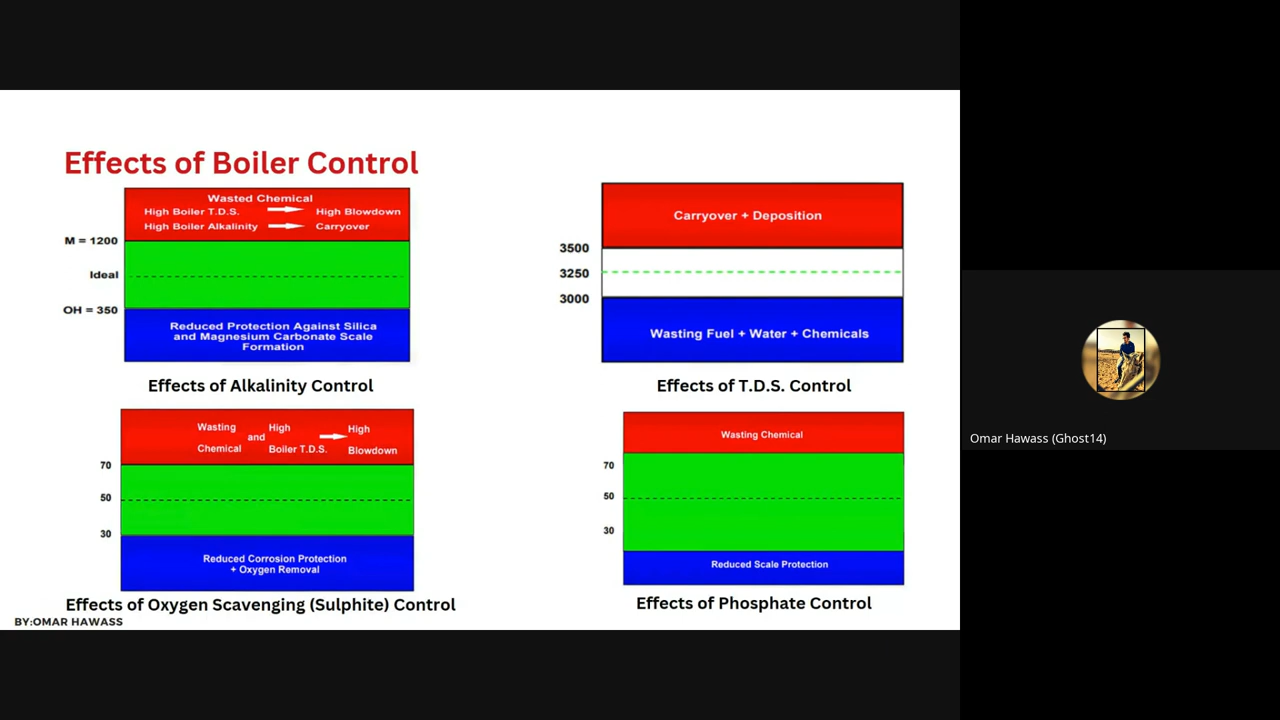 Effects of Boiler Control
Wasted Chemical
High Boiler T.D.S.
High Blowdown
High Boiler Alkalinity
Carryover
M = 1200
Ideal
OH = 350
Reduced Protection Against Silica
and Magnesium Carbonate Scale
Formation
Effects of Alkalinity Control
Carryover + Deposition
3500
3250
3000
Wasting Fuel + Water + Chemicals
Effects of T.D.S. Control
Wasting
Chemical
and
High
Boiler T.D.S.
High
Blowdown
70
50
30
Reduced Corrosion Protection
+ Oxygen Removal
Effects of Oxygen Scavenging (Sulphite) Control
Wasting Chemical
70
50
30
Reduced Scale Protection
Effects of Phosphate Control
BY:OMAR HAWASS
Omar Hawass (Ghost14)